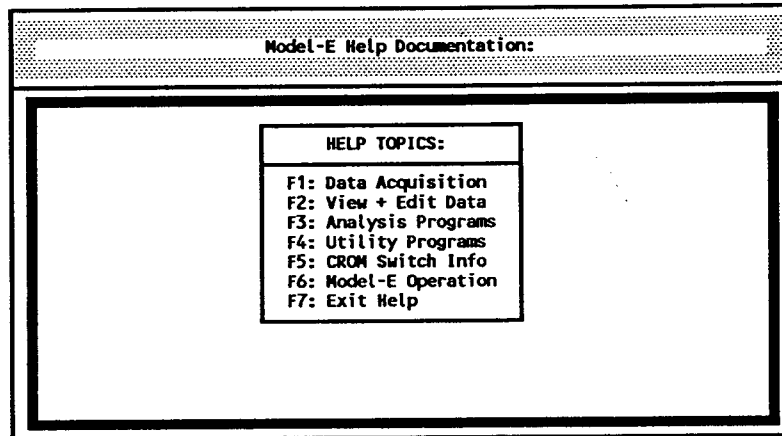 Model-E Help Documentation:
HELP TOPICS:
F1: Data Acquisition
F2: View + Edit Data
F3: Analysis Programs
F4: Utility Programs
F5: CROM Switch Info
F6: Model-E Operation
F7: Exit Help